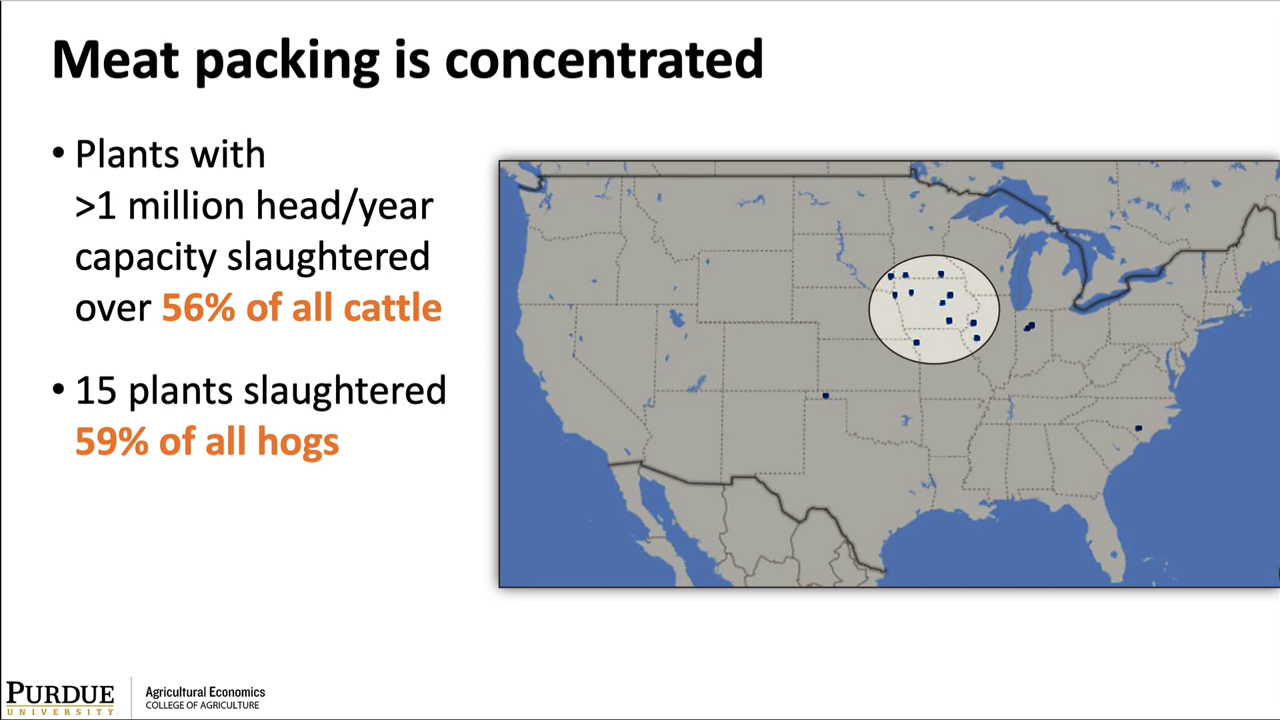 Meat packing is concentrated
• Plants with
>1 million head/year
capacity slaughtered
over 56% of all cattle
• 15 plants slaughtered
59% of all hogs
PURDUE
UNIVERSITY.
Agricultural Economics
COLLEGE OF AGRICULTURE